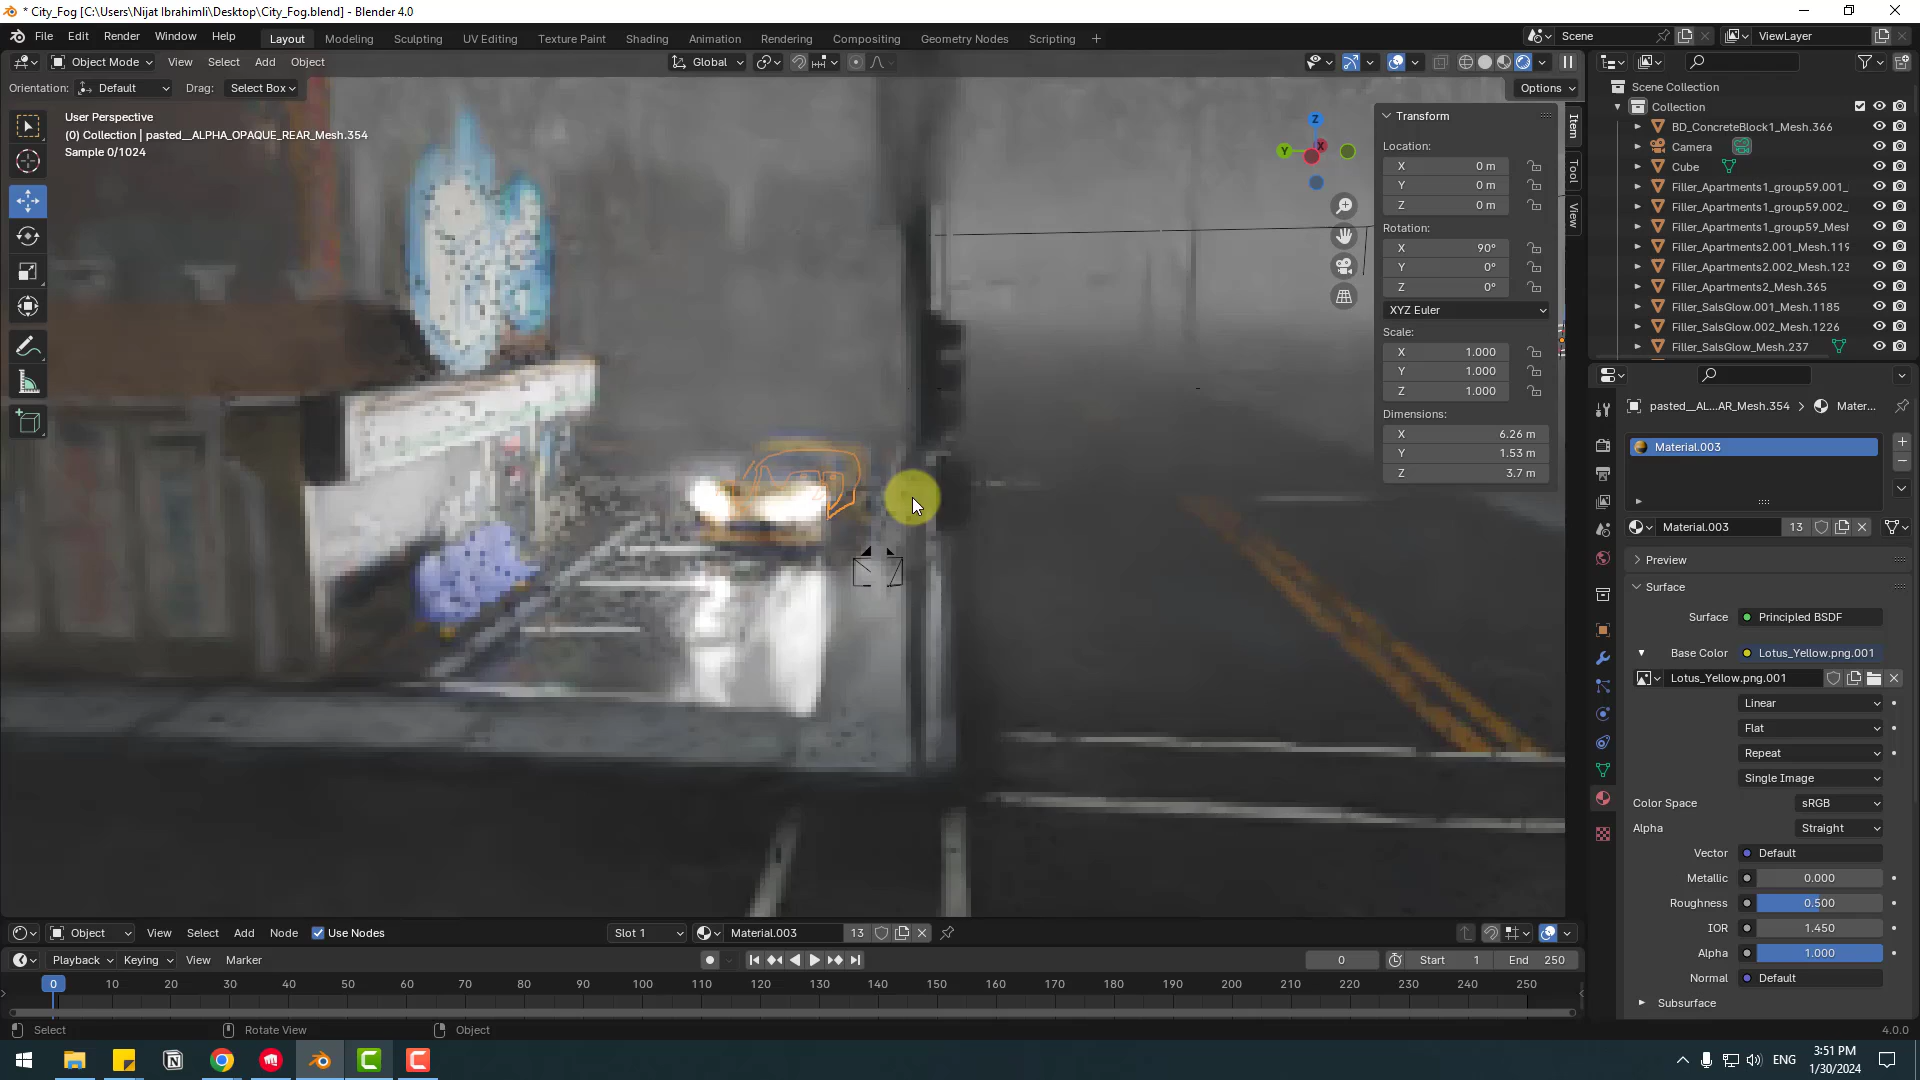 * City_Fog [C:\Users\Nijat Ibrahimli\Desktop\City_Fog.blend] - Blender 4.0
File Edit Render Window Help
Layout Modeling Sculpting UV Editing Texture Paint Shading Animation Rendering Compositing Geometry Nodes Scripting +
Scene
ViewLayer
Object Mode View Select Add Object
Global
Orientation: Default Drag: Select Box
Options
User Perspective
(0) Collection | pasted__ALPHA_OPAQUE_REAR_Mesh.354
Sample 0/1024
Z
Y
X
Transform
Location:
X 0 m
Y 0 m
Z 0 m
Rotation:
X 90°
Y 0°
Z 0°
XYZ Euler
Scale:
X 1.000
Y 1.000
Z 1.000
Dimensions:
X 6.26 m
Y 1.53 m
Z 3.7 m
Item
Tool
View
Scene Collection
Collection
BD_ConcreteBlock1_Mesh.366
Camera
Cube
Filler_Apartments1_group59.001_
Filler_Apartments1_group59.002_
Filler_Apartments1_group59_Mesh
Filler_Apartments2.001_Mesh.119
Filler_Apartments2.002_Mesh.123
Filler_Apartments2_Mesh.365
Filler_SalsGlow.001_Mesh.1185
Filler_SalsGlow.002_Mesh.1226
Filler_SalsGlow_Mesh.237
pasted__AL...AR_Mesh.354 > Mater...
Material.003
Material.003 13
Preview
Surface
Surface Principled BSDF
Base Color Lotus_Yellow.png.001
Lotus_Yellow.png.001
Linear
Flat
Repeat
Single Image
Color Space sRGB
Alpha Straight
Vector Default
Metallic 0.000
Roughness 0.500
IOR 1.450
Alpha 1.000
Normal Default
Subsurface
Object View Select Add Node Use Nodes Slot 1 Material.003 13
Playback Keying View Marker 0 Start 1 End 250
0 10 20 30 40 50 60 70 80 90 100 110 120 130 140 150 160 170 180 190 200 210 220 230 240 250
Select Rotate View Object 4.0.0
ENG
3:51 PM
1/30/2024